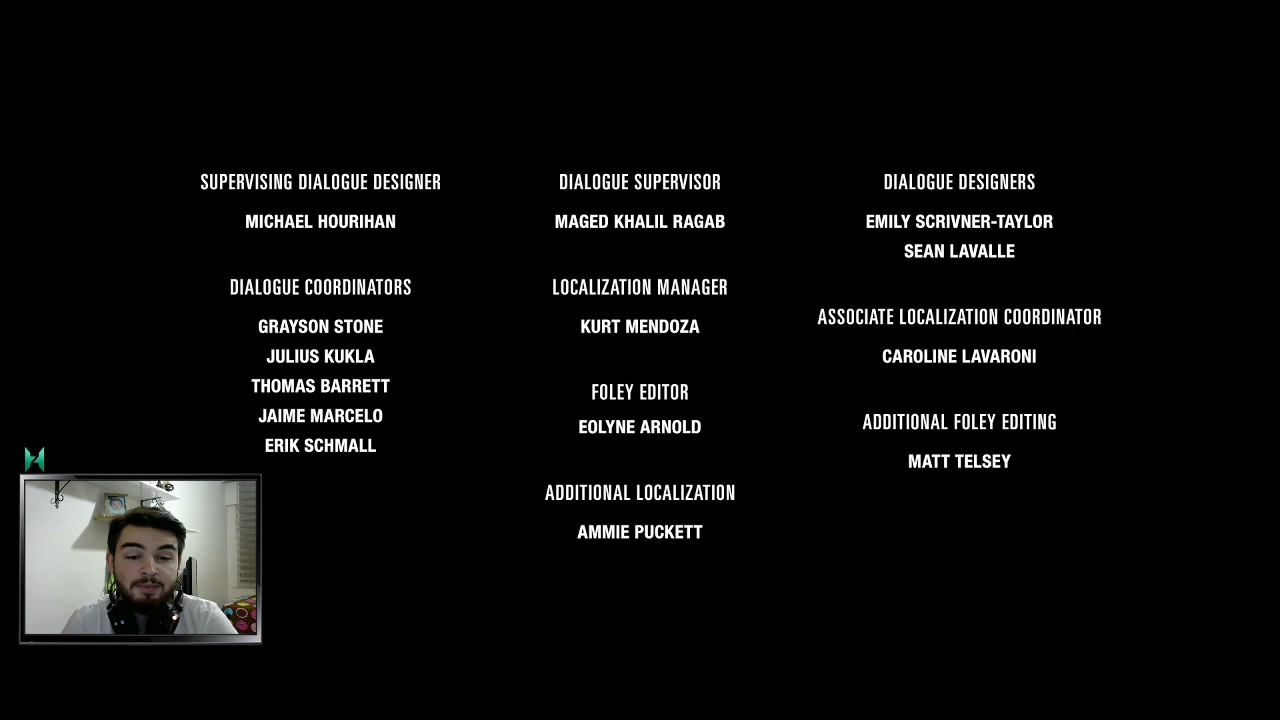 SUPERVISING DIALOGUE DESIGNER
MICHAEL HOURIHAN
DIALOGUE COORDINATORS
GRAYSON STONE
JULIUS KUKLA
THOMAS BARRETT
JAIME MARCELO
ERIK SCHMALL
DIALOGUE SUPERVISOR
MAGED KHALIL RAGAB
LOCALIZATION MANAGER
KURT MENDOZA
FOLEY EDITOR
EOLYNE ARNOLD
ADDITIONAL LOCALIZATION
AMMIE PUCKETT
DIALOGUE DESIGNERS
EMILY SCRIVNER-TAYLOR
SEAN LAVALLE
ASSOCIATE LOCALIZATION COORDINATOR
CAROLINE LAVARONI
ADDITIONAL FOLEY EDITING
MATT TELSEY